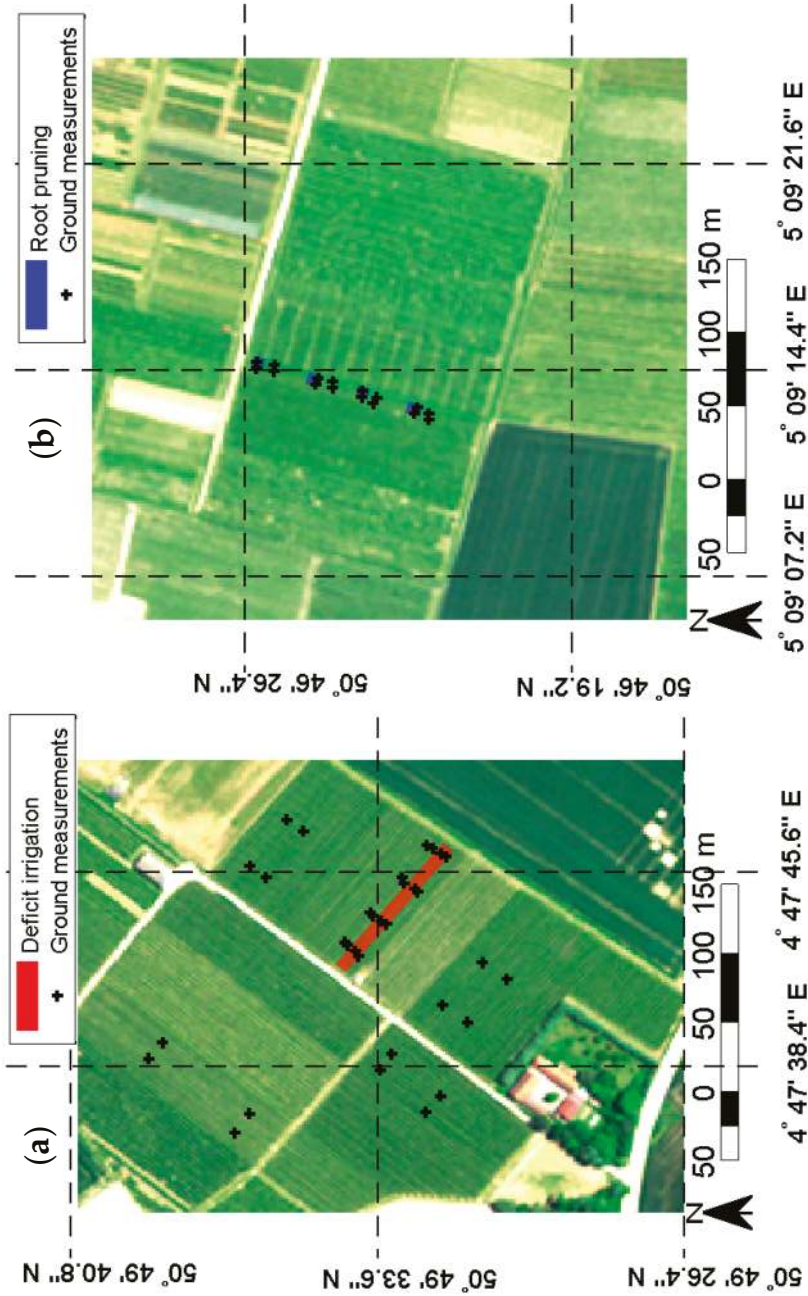 (a)
Deficit irrigation
Ground measurements
50° 49' 40.8" N
50° 49' 33.6" N
50° 49' 26.4" N
N
50 0 50 100 150 m
4° 47' 38.4" E 4° 47' 45.6" E
(b)
Root pruning
Ground measurements
50° 46' 26.4" N
50° 46' 19.2" N
N
50 0 50 100 150 m
5° 09' 07.2" E 5° 09' 14.4" E 5° 09' 21.6" E